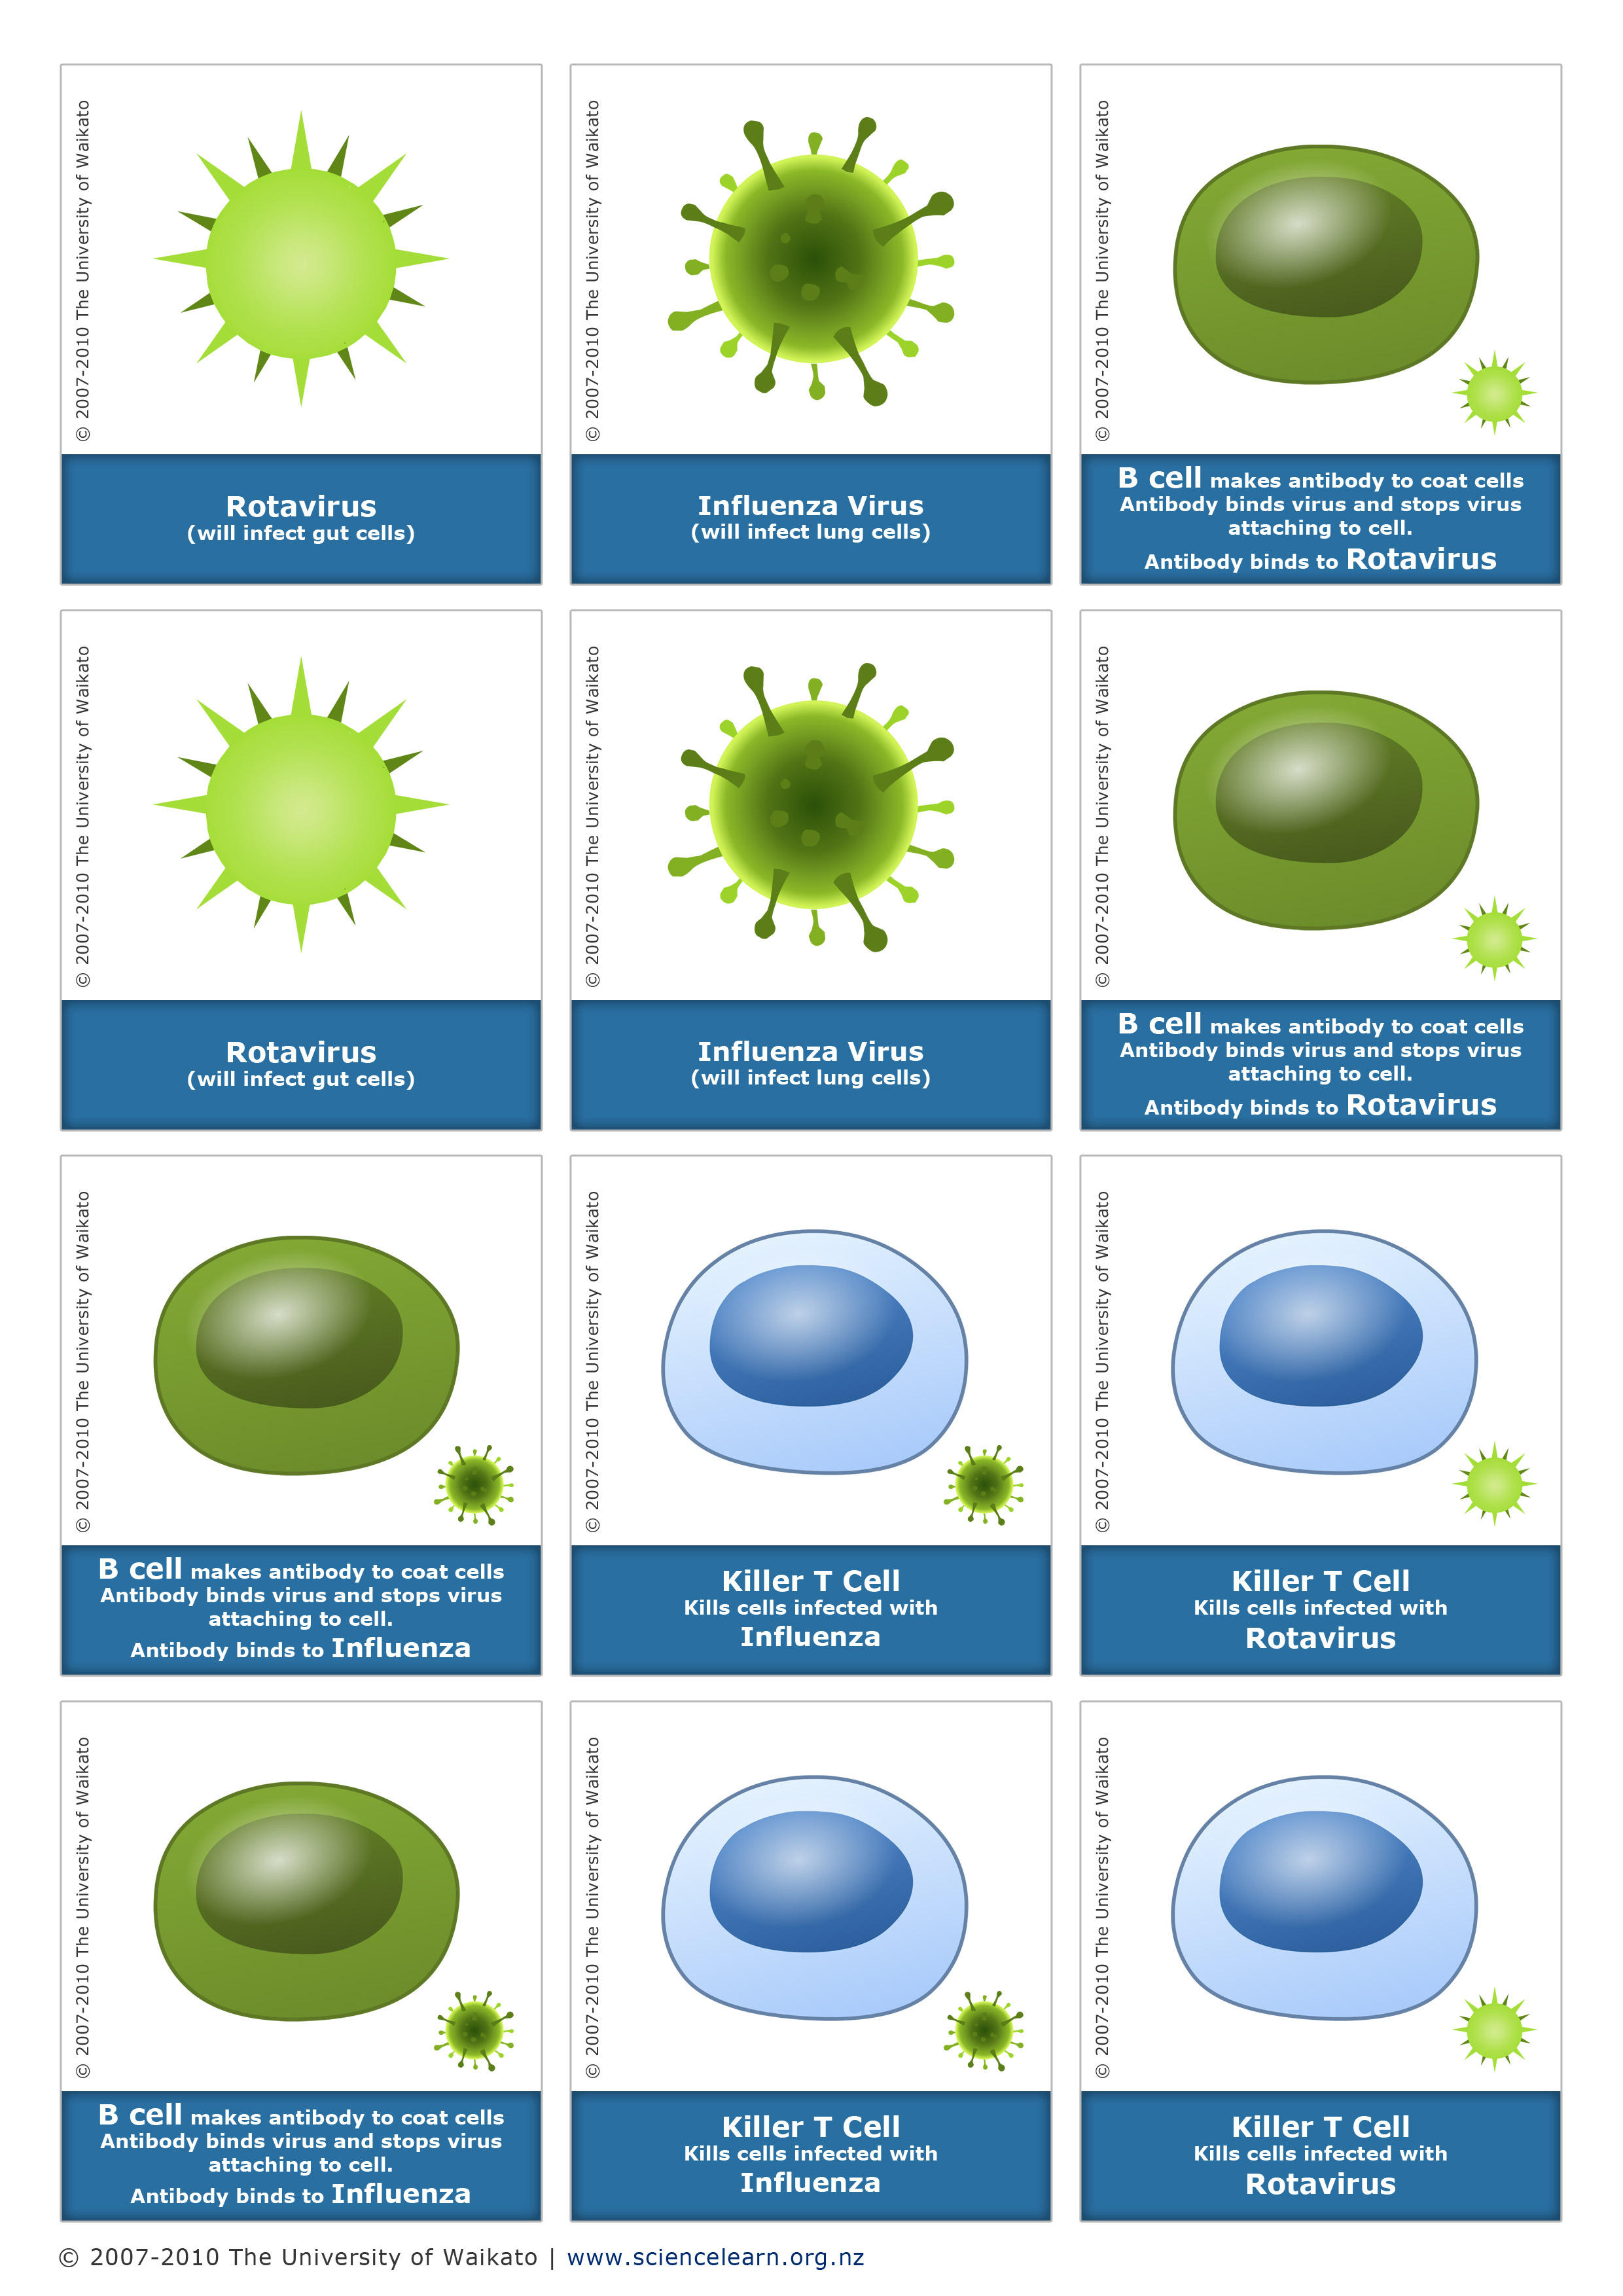 © 2007-2010 The University of Waikato
Rotavirus
(will infect gut cells)
© 2007-2010 The University of Waikato
Influenza Virus
(will infect lung cells)
© 2007-2010 The University of Waikato
B cell makes antibody to coat cells
Antibody binds virus and stops virus
attaching to cell.
Antibody binds to Rotavirus
© 2007-2010 The University of Waikato
Rotavirus
(will infect gut cells)
© 2007-2010 The University of Waikato
Influenza Virus
(will infect lung cells)
© 2007-2010 The University of Waikato
B cell makes antibody to coat cells
Antibody binds virus and stops virus
attaching to cell.
Antibody binds to Rotavirus
© 2007-2010 The University of Waikato
B cell makes antibody to coat cells
Antibody binds virus and stops virus
attaching to cell.
Antibody binds to Influenza
© 2007-2010 The University of Waikato
Killer T Cell
Kills cells infected with
Influenza
© 2007-2010 The University of Waikato
Killer T Cell
Kills cells infected with
Rotavirus
© 2007-2010 The University of Waikato
B cell makes antibody to coat cells
Antibody binds virus and stops virus
attaching to cell.
Antibody binds to Influenza
© 2007-2010 The University of Waikato
Killer T Cell
Kills cells infected with
Influenza
© 2007-2010 The University of Waikato
Killer T Cell
Kills cells infected with
Rotavirus
© 2007-2010 The University of Waikato | www.sciencelearn.org.nz